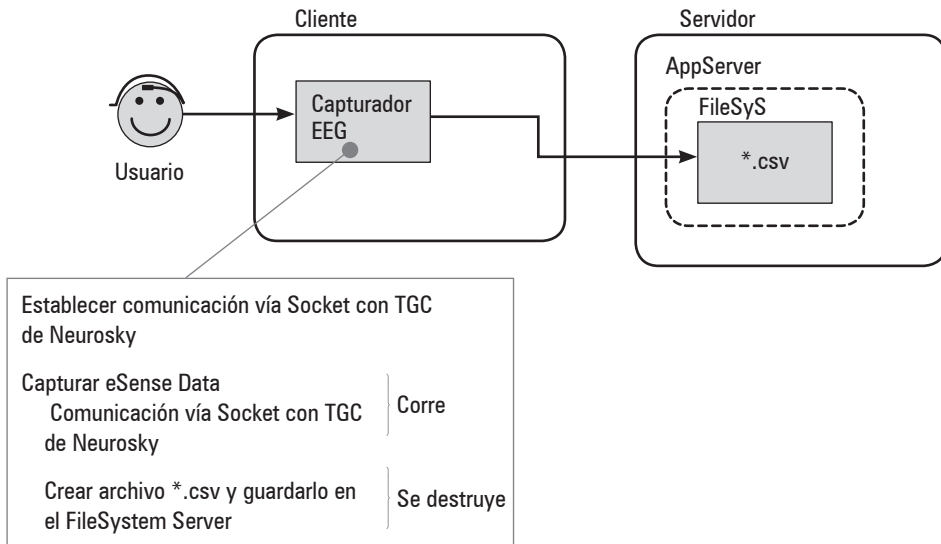 Cliente
Servidor
AppServer
FileSyS
Capturador
EEG
*.csv
Usuario
Establecer comunicación vía Socket con TGC
de Neurosky
Capturar eSense Data
Comunicación vía Socket con TGC
de Neurosky
Corre
Crear archivo *.csv y guardarlo en
el FileSystem Server
Se destruye